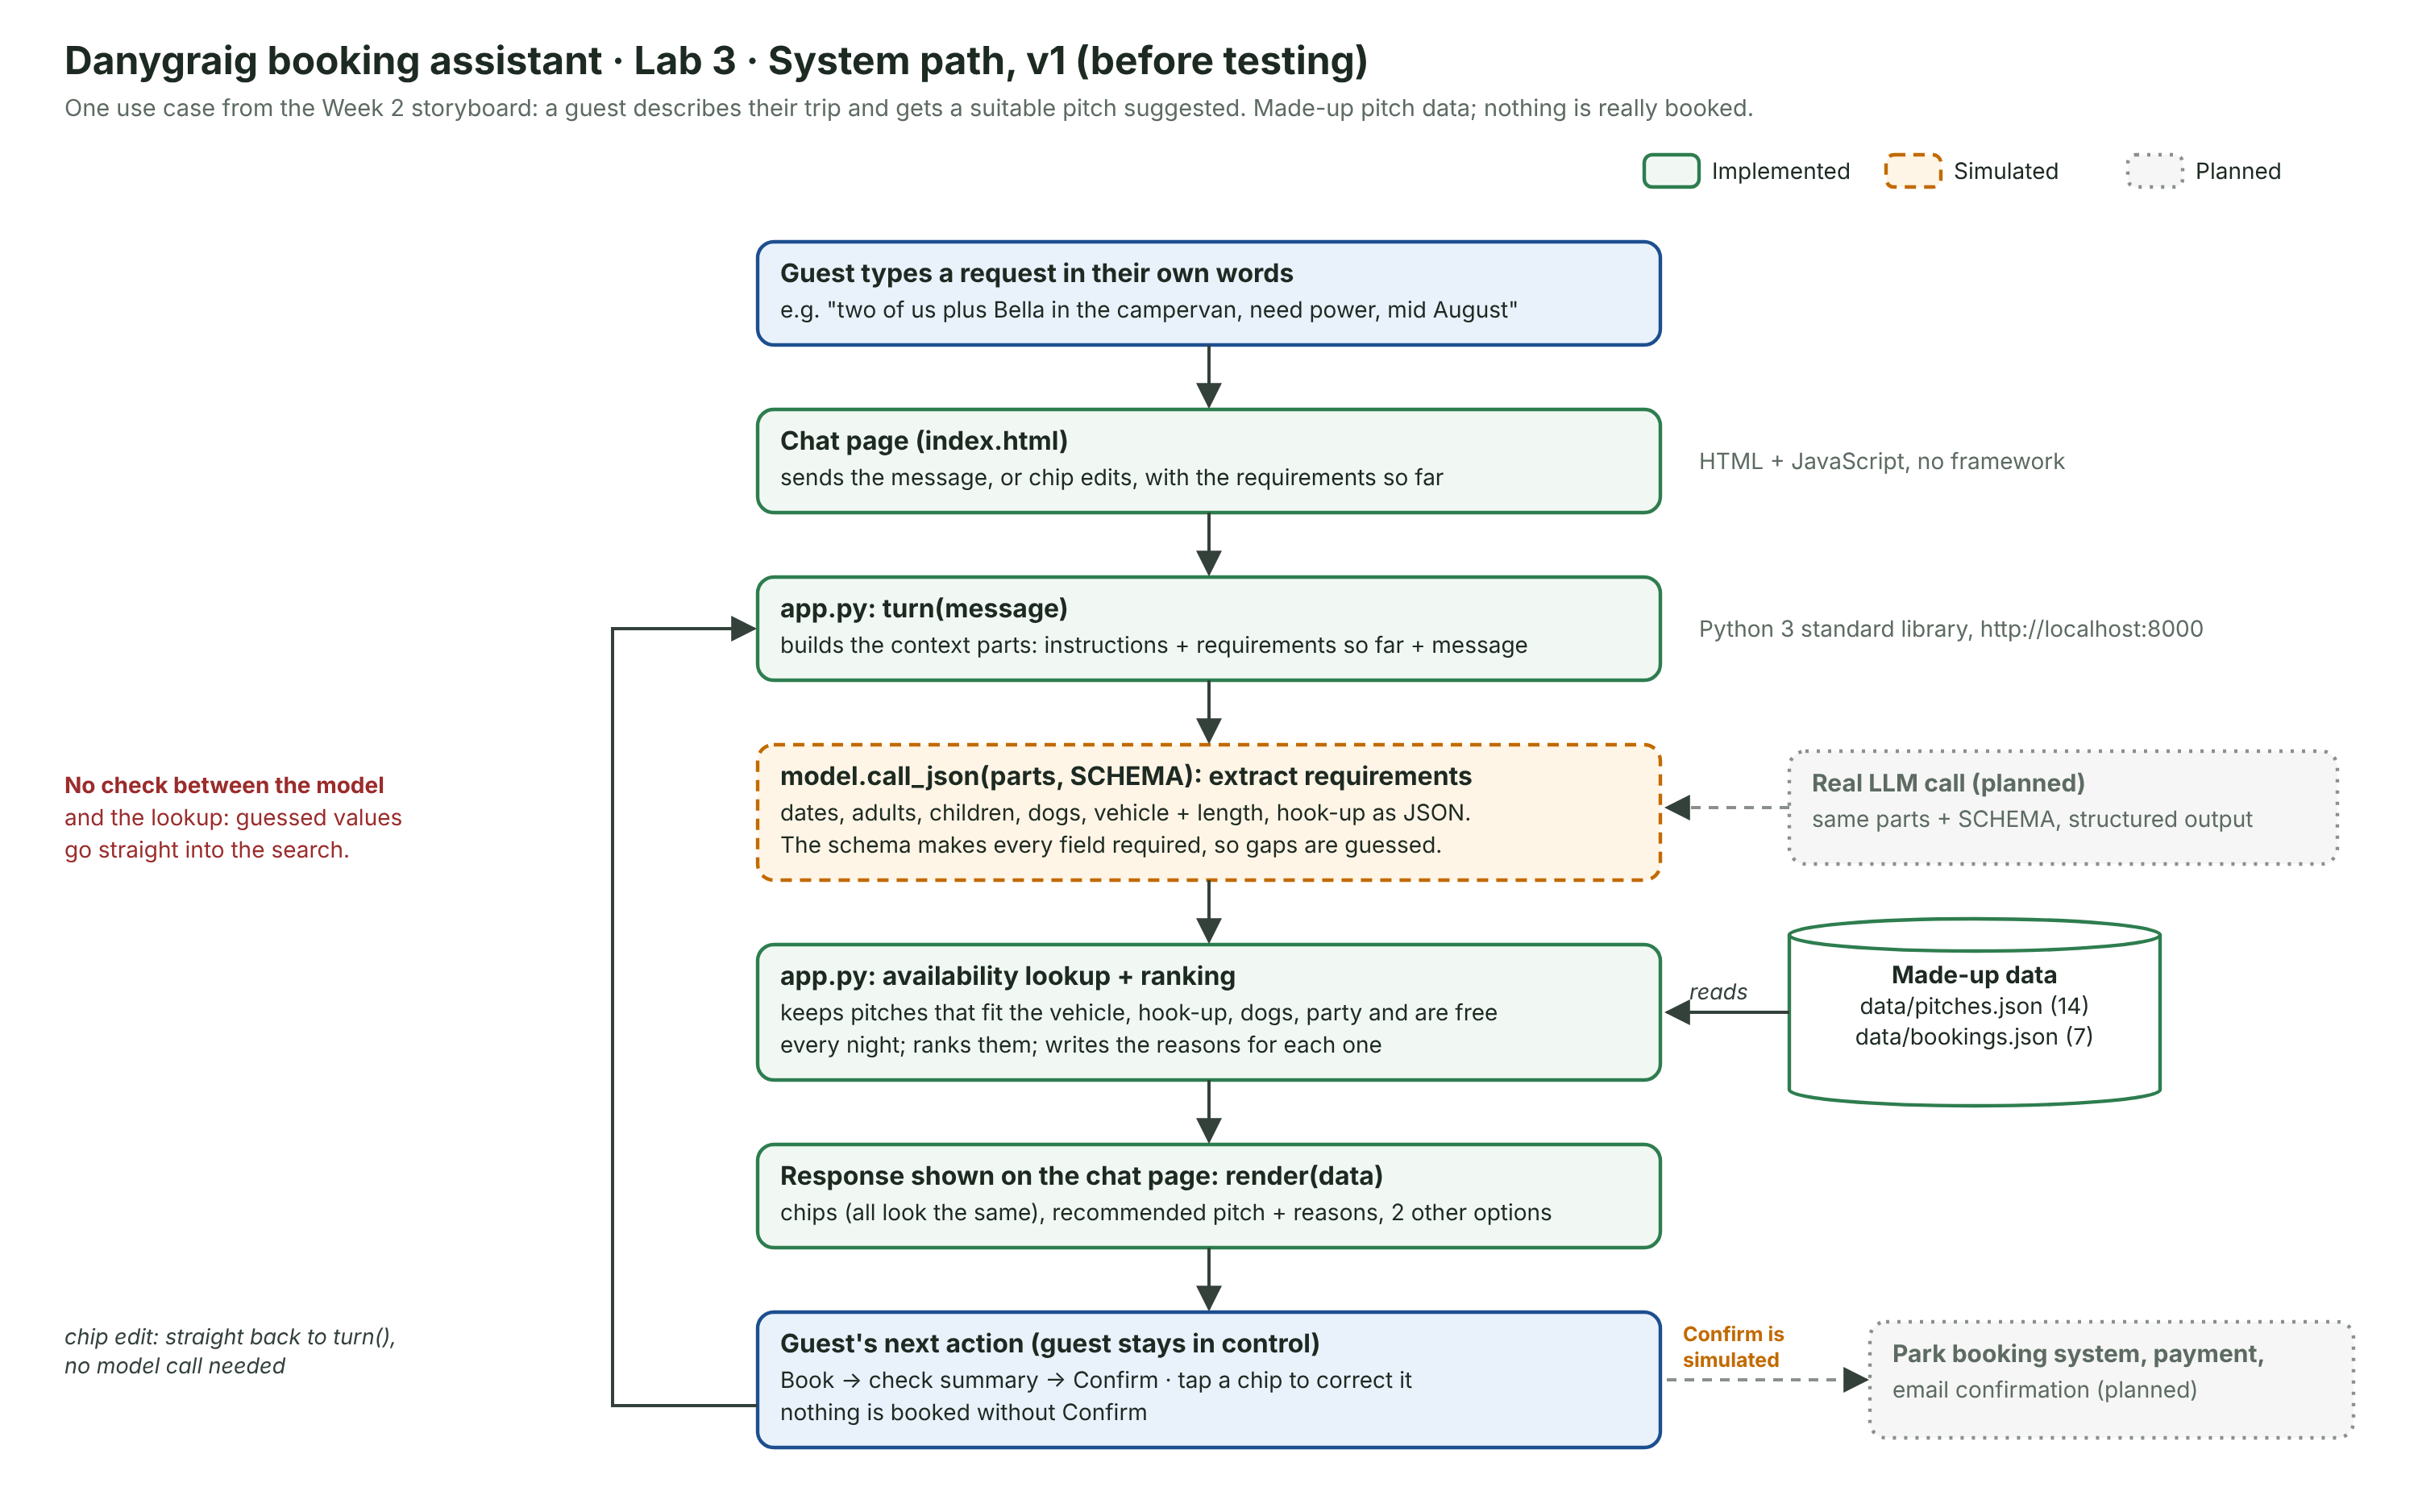 Danygraig booking assistant · Lab 3 · System path, v1 (before testing)
One use case from the Week 2 storyboard: a guest describes their trip and gets a suitable pitch suggested. Made-up pitch data; nothing is really booked.
Implemented
Simulated
Planned
Guest types a request in their own words
e.g. "two of us plus Bella in the campervan, need power, mid August"
Chat page (index.html)
sends the message, or chip edits, with the requirements so far
HTML + JavaScript, no framework
app.py: turn(message)
builds the context parts: instructions + requirements so far + message
Python 3 standard library, http://localhost:8000
No check between the model
and the lookup: guessed values
go straight into the search.
model.call_json(parts, SCHEMA): extract requirements
dates, adults, children, dogs, vehicle + length, hook-up as JSON.
The schema makes every field required, so gaps are guessed.
Real LLM call (planned)
same parts + SCHEMA, structured output
app.py: availability lookup + ranking
keeps pitches that fit the vehicle, hook-up, dogs, party and are free
every night; ranks them; writes the reasons for each one
reads
Made-up data
data/pitches.json (14)
data/bookings.json (7)
Response shown on the chat page: render(data)
chips (all look the same), recommended pitch + reasons, 2 other options
chip edit: straight back to turn(),
no model call needed
Guest's next action (guest stays in control)
Book → check summary → Confirm · tap a chip to correct it
nothing is booked without Confirm
Confirm is
simulated
Park booking system, payment,
email confirmation (planned)